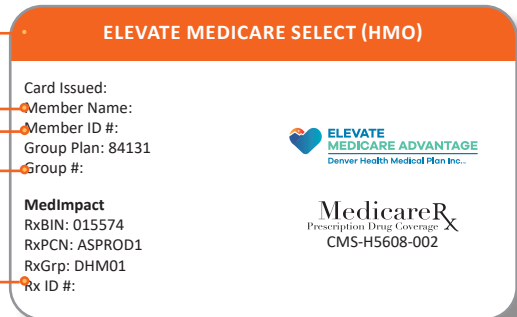 ELEVATE MEDICARE SELECT (HMO)
Card Issued:
Member Name:
Member ID #:
Group Plan: 84131
Group #:
MedImpact
RxBIN: 015574
RxPCN: ASPROD1
RxGrp: DHM01
Rx ID #:
ELEVATE
MEDICARE ADVANTAGE
Denver Health Medical Plan Inc..
MedicareRx
Prescription Drug Coverage
CMS-H5608-002